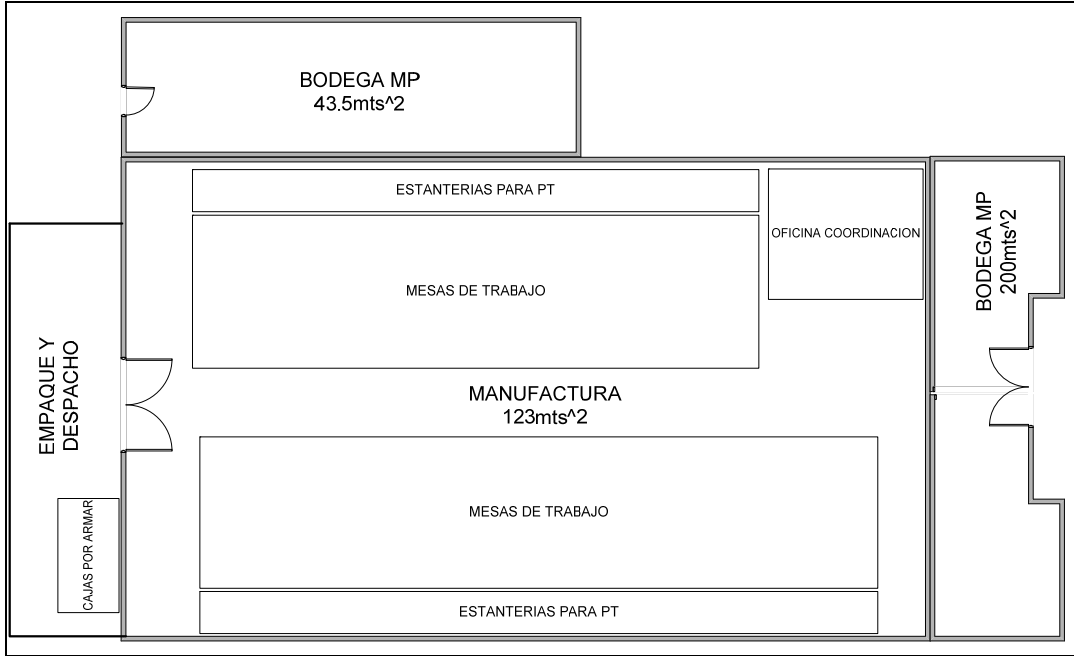 BODEGA MP
43.5mts^2
ESTANTERIAS PARA PT
OFICINA COORDINACION
BODEGA MP
200mts^2
MESAS DE TRABAJO
EMPAQUE Y
DESPACHO
MANUFACTURA
123mts^2
CAJAS POR ARMAR
MESAS DE TRABAJO
ESTANTERIAS PARA PT